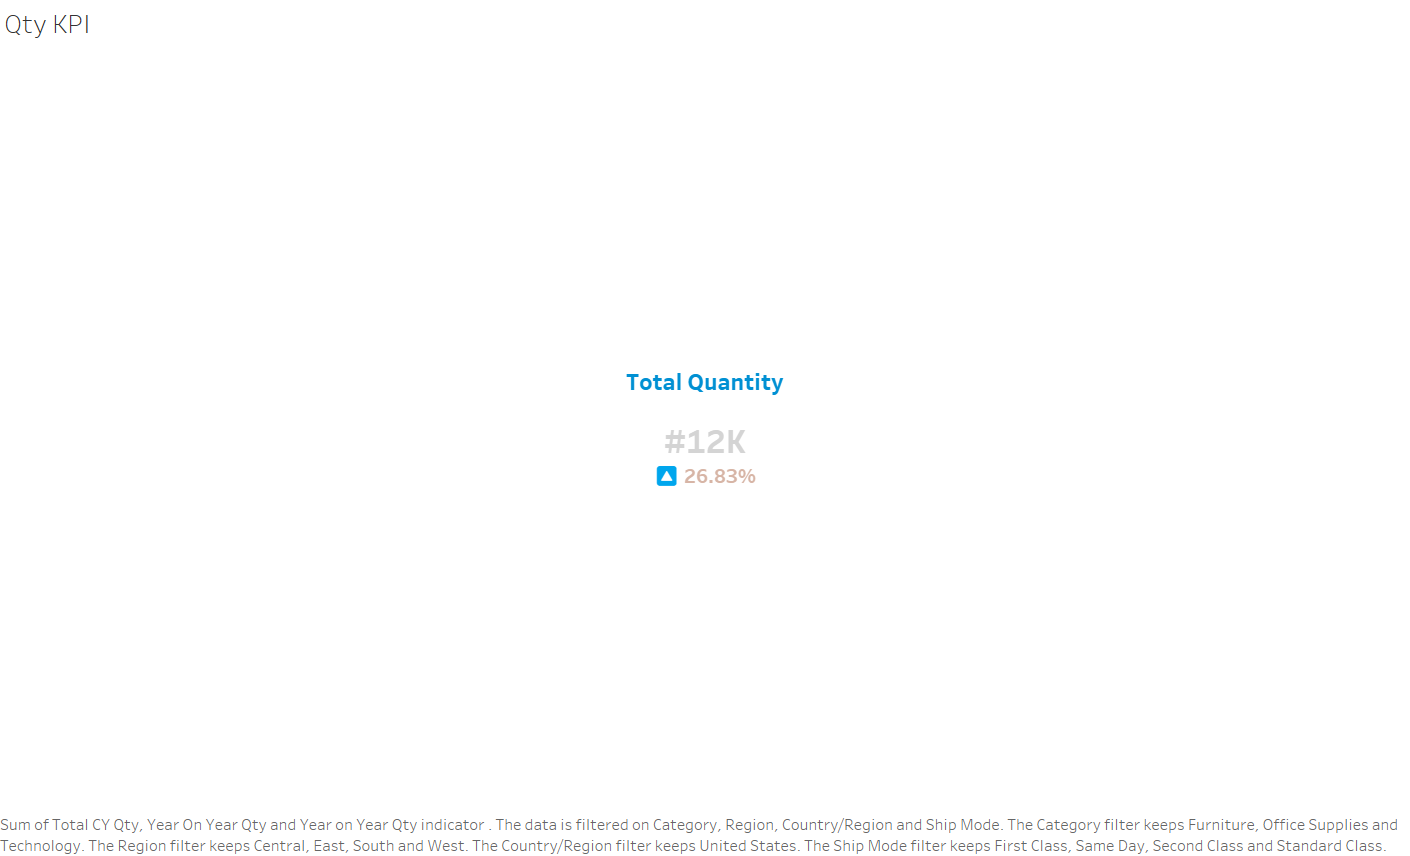 Qty KPI
Total Quantity
#12K
🔼 26.83%
Sum of Total CY Qty, Year On Year Qty and Year on Year Qty indicator . The data is filtered on Category, Region, Country/Region and Ship Mode. The Category filter keeps Furniture, Office Supplies and
Technology. The Region filter keeps Central, East, South and West. The Country/Region filter keeps United States. The Ship Mode filter keeps First Class, Same Day, Second Class and Standard Class.